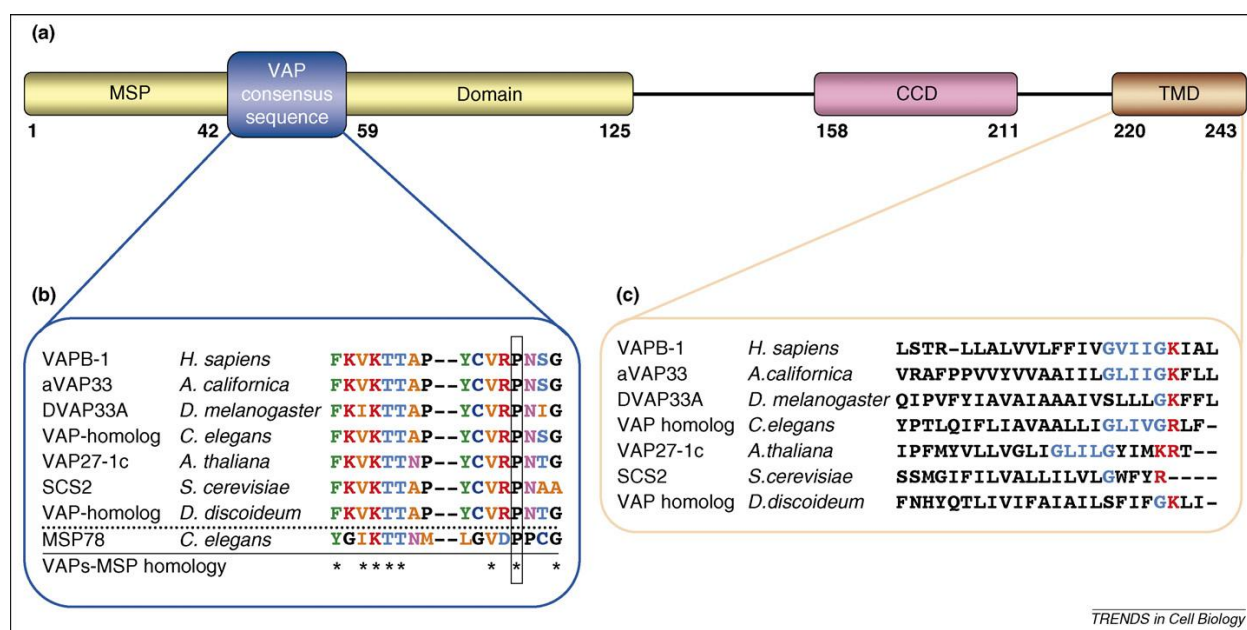 (a)
MSP VAP consensus sequence Domain CCD TMD
1 42 59 125 158 211 220 243
(b)
VAPB-1 H. sapiens FKVKTTAP--YCVRPNSG
aVAP33 A. californica FKVKTTAP--YCVRPNSG
DVAP33A D. melanogaster FKIKTTAP--YCVRPNIG
VAP-homolog C. elegans FKVKTTAP--YCVRPNSG
VAP27-1c A. thaliana FKVKTTNP--YCVRPNTG
SCS2 S. cerevisiae FKVKTTAP--YCVRPNAA
VAP-homolog D. discoideum FKVKTTAP--YCVRPNTG
MSP78 C. elegans YGIKTTNM--LGVDPPCG
VAPs-MSP homology * **** * * *
(c)
VAPB-1 H. sapiens LSTR-LLALVVLFFIVGVIIGKIAL
aVAP33 A.californica VRAFPPVVYVVAAIILGLIIGKFLL
DVAP33A D. melanogaster QIPVFYIAVAIAAAIVSLLLGKFFL
VAP homolog C.elegans YPTLQIFLIAVAALLIGLIVGRLF-
VAP27-1c A.thaliana IPFMYVLLVGLIGLILGYIMKRT--
SCS2 S.cerevisiae SSMGIFILVALLILVLGWFYR----
VAP homolog D.discoideum FNHYQTLIVIFAIAILSFIFGKLI-
TRENDS in Cell Biology